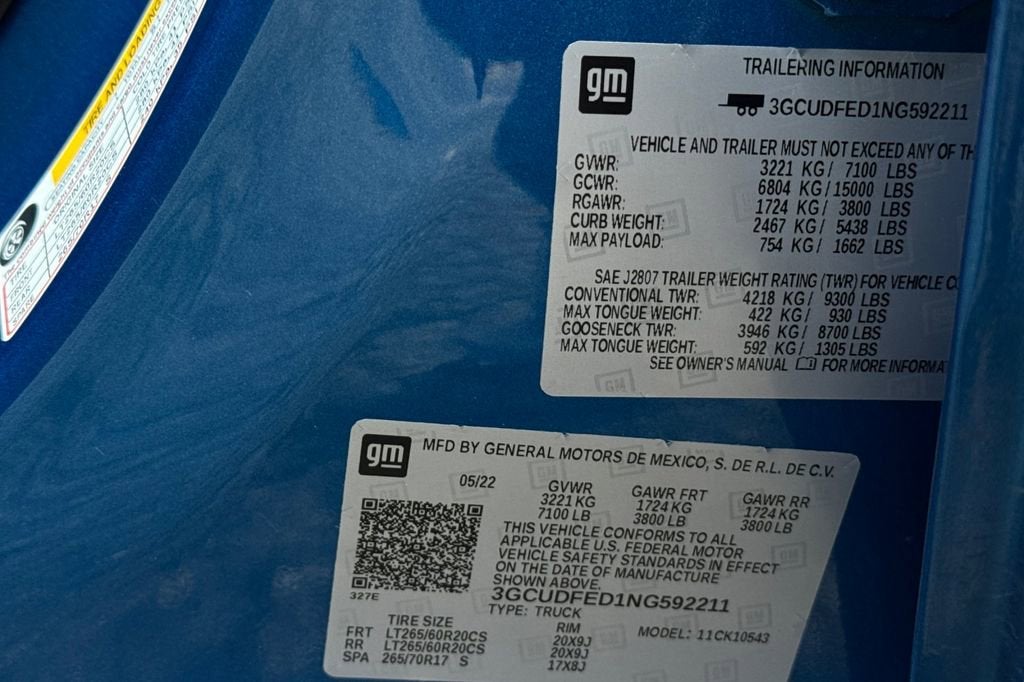 TIRE AND LOADING
gm
TRAILERING INFORMATION
3GCUDFED1NG592211
VEHICLE AND TRAILER MUST NOT EXCEED ANY OF TH
GVWR: 3221 KG / 7100 LBS
GCWR: 6804 KG / 15000 LBS
RGAWR: 1724 KG / 3800 LBS
CURB WEIGHT: 2467 KG / 5438 LBS
MAX PAYLOAD: 754 KG / 1662 LBS
SAE J2807 TRAILER WEIGHT RATING (TWR) FOR VEHICLE C
CONVENTIONAL TWR: 4218 KG / 9300 LBS
MAX TONGUE WEIGHT: 422 KG / 930 LBS
GOOSENECK TWR: 3946 KG / 8700 LBS
MAX TONGUE WEIGHT: 592 KG / 1305 LBS
SEE OWNER'S MANUAL FOR MORE INFORMA
gm
MFD BY GENERAL MOTORS DE MEXICO, S. DE R.L. DE C.V.
05/22 GVWR GAWR FRT GAWR RR
3221 KG 1724 KG 1724 KG
7100 LB 3800 LB 3800 LB
THIS VEHICLE CONFORMS TO ALL
APPLICABLE U.S. FEDERAL MOTOR
VEHICLE SAFETY STANDARDS IN EFFECT
ON THE DATE OF MANUFACTURE
SHOWN ABOVE.
327E
3GCUDFED1NG592211
TYPE: TRUCK
TIRE SIZE RIM MODEL: 11CK10543
FRT LT265/60R20CS 20X9J
RR LT265/60R20CS 20X9J
SPA 265/70R17 S 17X8J